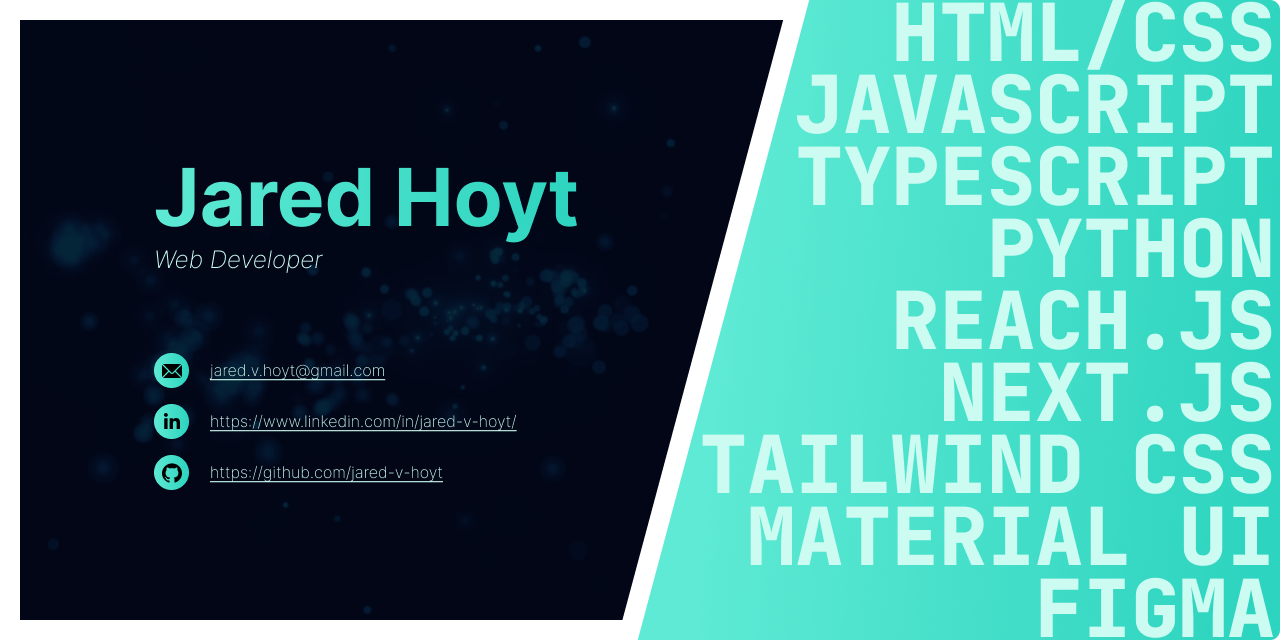 Jared Hoyt
Web Developer
jared.v.hoyt@gmail.com
https://www.linkedin.com/in/jared-v-hoyt/
https://github.com/jared-v-hoyt
HTML/CSS
JAVASCRIPT
TYPESCRIPT
PYTHON
REACH.JS
NEXT.JS
TAILWIND CSS
MATERIAL UI
FIGMA